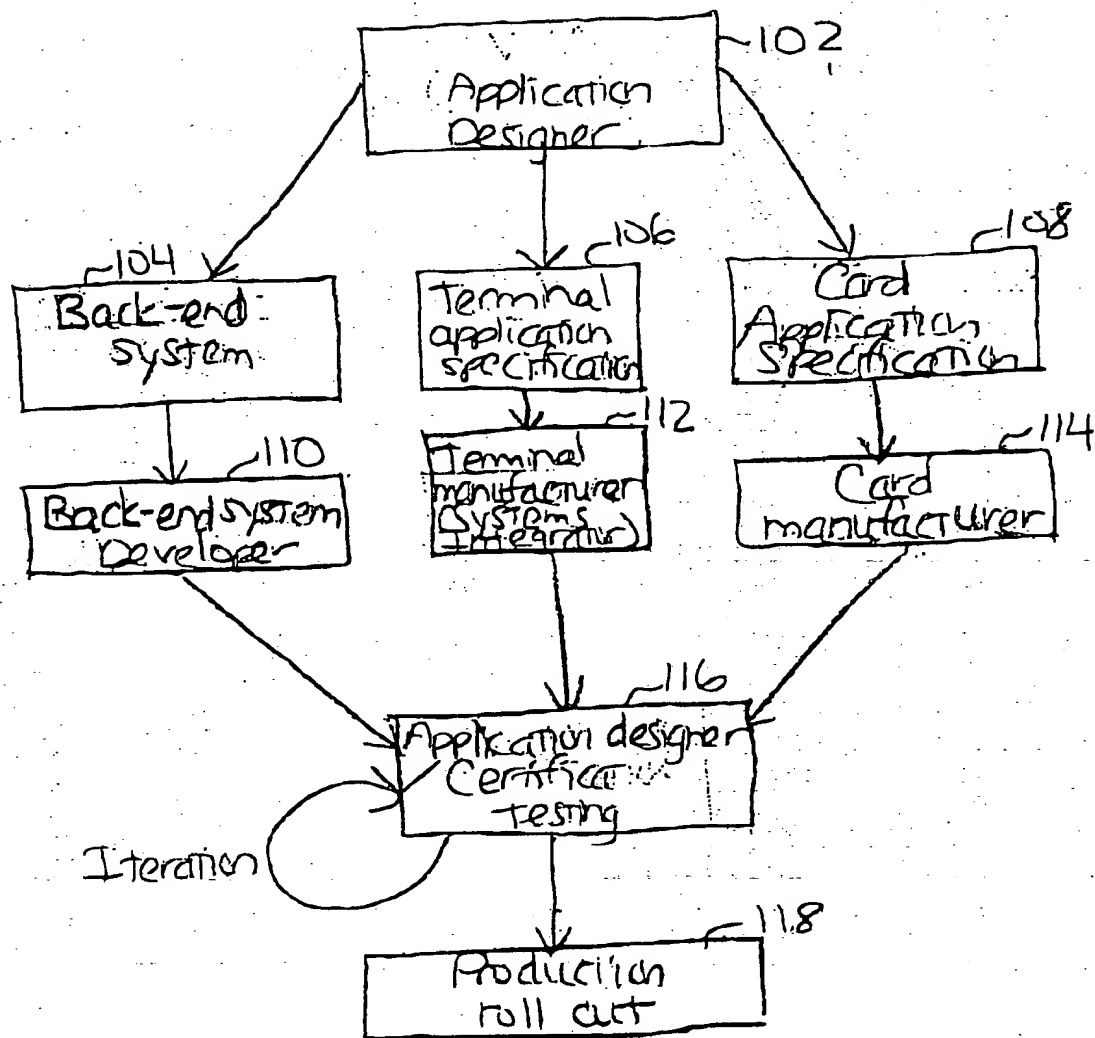 102
Application
Designer
104
Back-end
system
106
Terminal
application
specification
108
Card
Application
Specification
110
Back-end system
Developer
112
Terminal
manufacturer
(Systems
Integrator)
114
Card
manufacturer
116
Application designer
Certification
testing
Iteration
118
Production
roll out